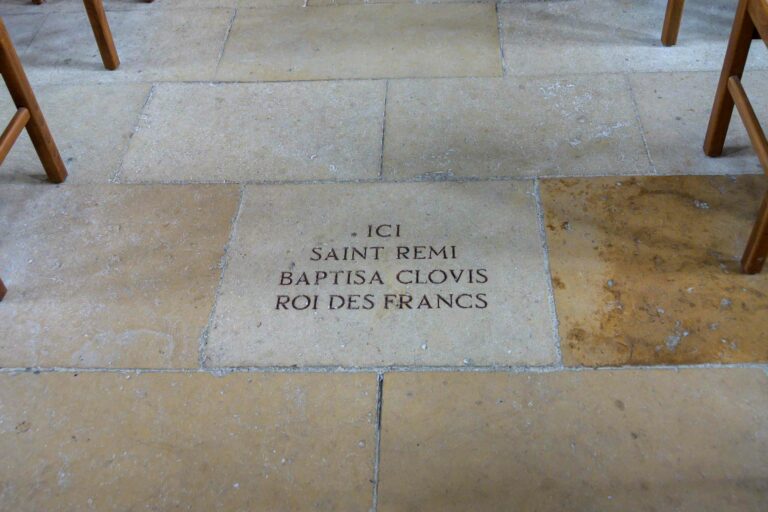 ICI
SAINT REMI
BAPTISA CLOVIS
ROI DES FRANCS